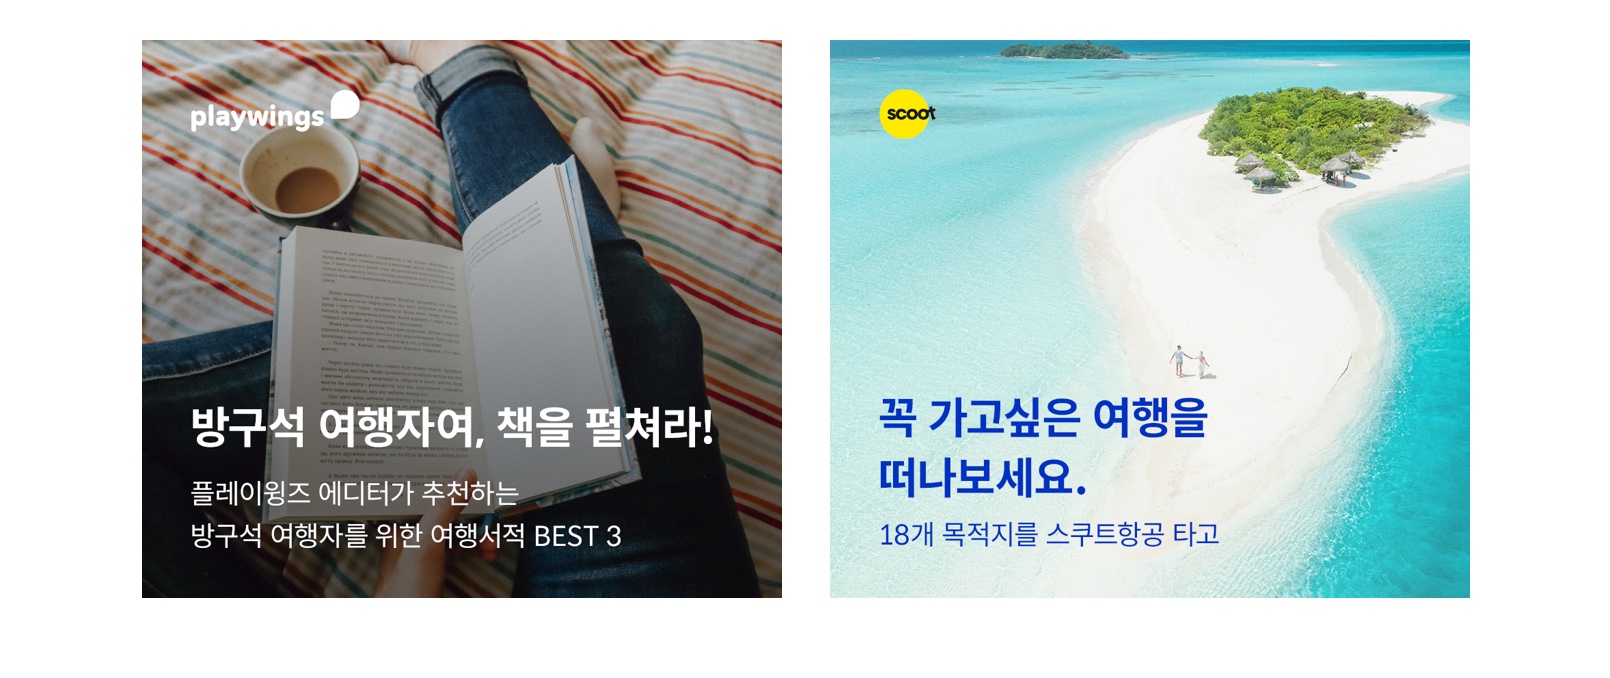 playwings
방구석 여행자여, 책을 펼쳐라!
플레이윙즈 에디터가 추천하는
방구석 여행자를 위한 여행서적 BEST 3
scoot
꼭 가고싶은 여행을
떠나보세요.
18개 목적지를 스쿠트항공 타고